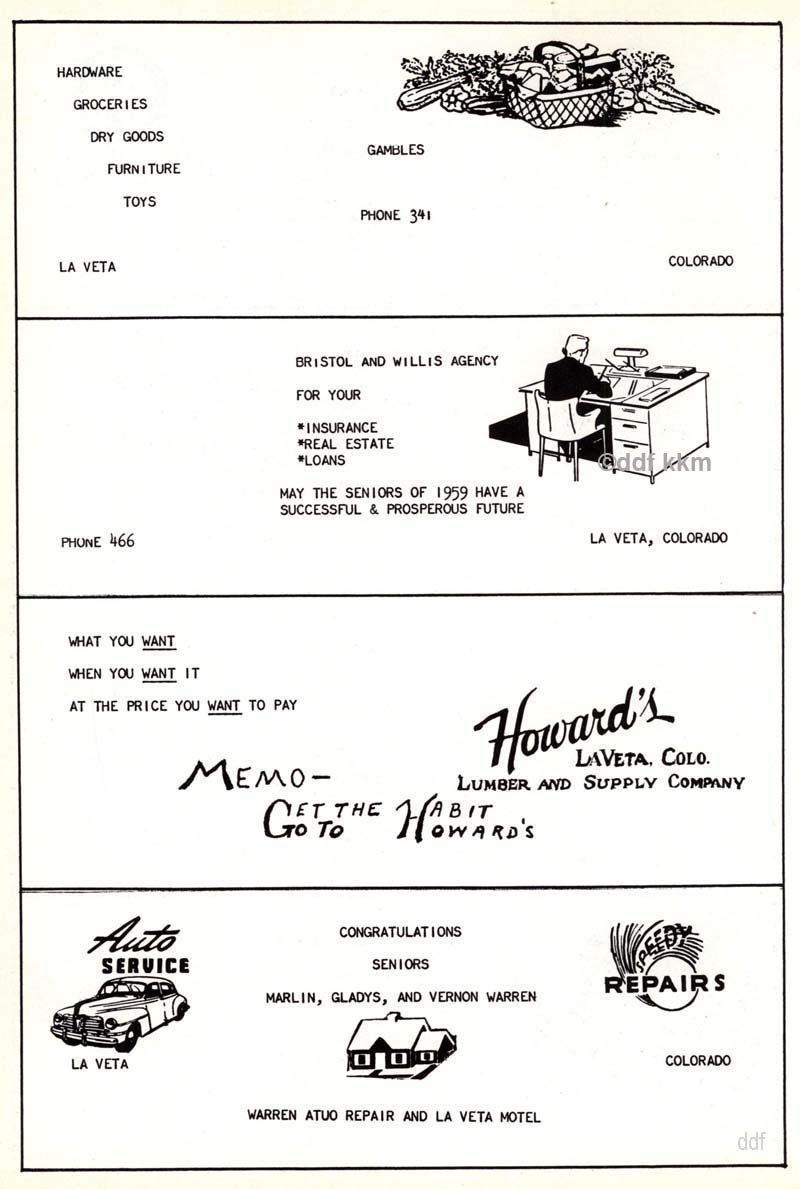 HARDWARE
GROCERIES
DRY GOODS
FURNITURE
TOYS
GAMBLES
PHONE 341
LA VETA
COLORADO
BRISTOL AND WILLIS AGENCY
FOR YOUR
*INSURANCE
*REAL ESTATE
*LOANS
©ddf kkm
MAY THE SENIORS OF 1959 HAVE A
SUCCESSFUL & PROSPEROUS FUTURE
PHONE 466
LA VETA, COLORADO
WHAT YOU WANT
WHEN YOU WANT IT
AT THE PRICE YOU WANT TO PAY
Howard's
LAVETA, COLO.
LUMBER AND SUPPLY COMPANY
MEMO-
GET THE HABIT
GO TO HOWARD'S
Auto
SERVICE
LA VETA
CONGRATULATIONS
SENIORS
MARLIN, GLADYS, AND VERNON WARREN
SPEEDY
REPAIRS
COLORADO
WARREN ATUO REPAIR AND LA VETA MOTEL
ddf